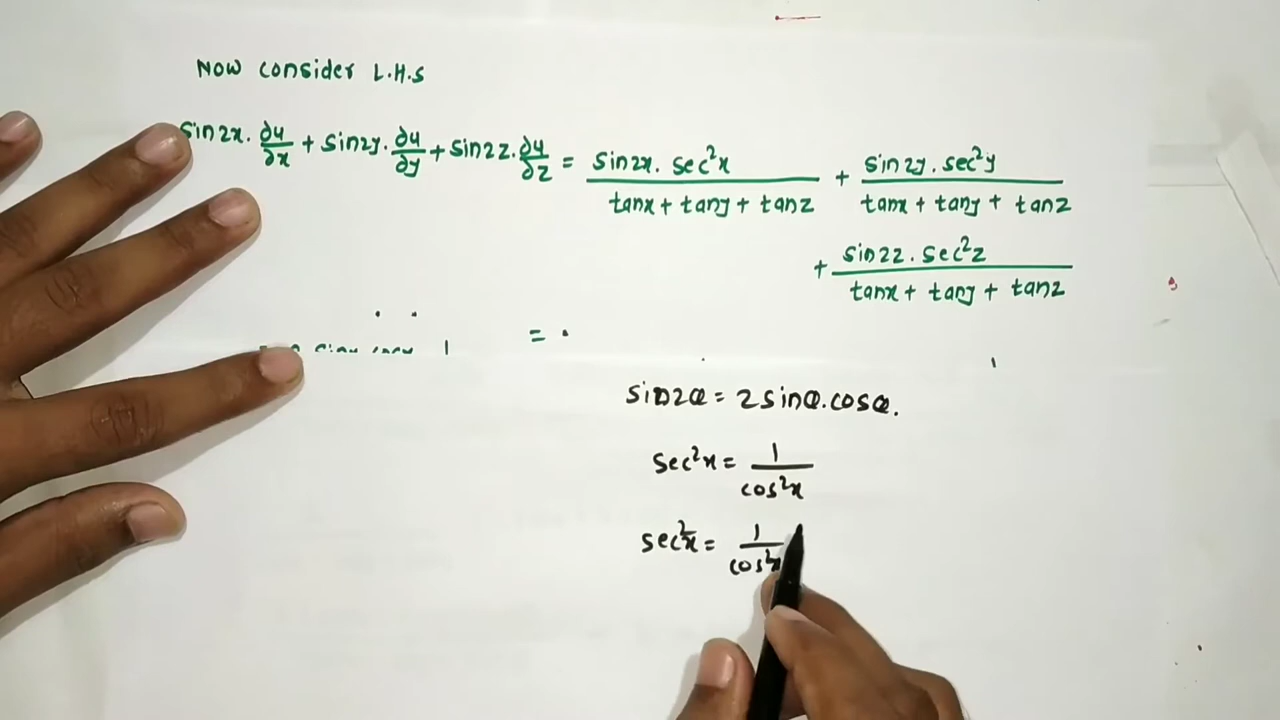 Now consider L.H.S
sin2x. ∂u/∂x + sin2y. ∂u/∂y + sin2z. ∂u/∂z = sin2x. sec²x / tanx + tany + tanz + sin2y. sec²y / tanx + tany + tanz
+ sin2z. sec²z / tanx + tany + tanz
=
sin2θ = 2sinθ.cosθ.
sec²x = 1 / cos²x
sec²x = 1 / cos²x